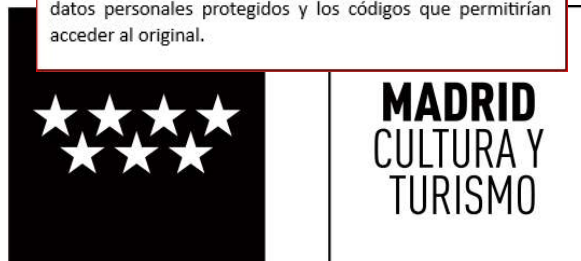 datos personales protegidos y los códigos que permitirían
acceder al original.
MADRID
CULTURA Y
TURISMO